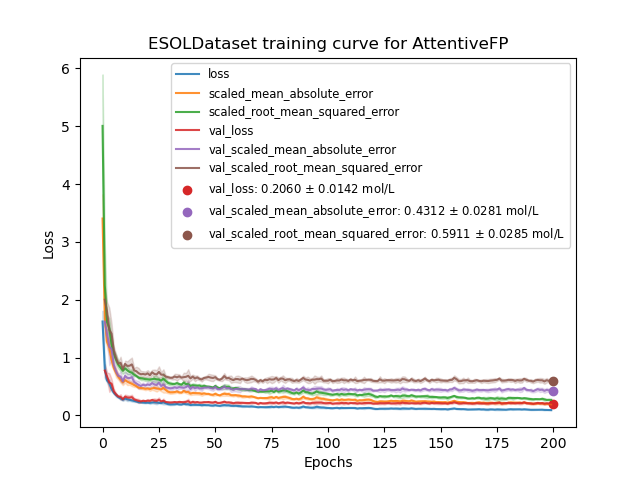 ESOLDataset training curve for AttentiveFP
loss
scaled_mean_absolute_error
scaled_root_mean_squared_error
val_loss
val_scaled_mean_absolute_error
val_scaled_root_mean_squared_error
val_loss: 0.2060 ± 0.0142 mol/L
val_scaled_mean_absolute_error: 0.4312 ± 0.0281 mol/L
val_scaled_root_mean_squared_error: 0.5911 ± 0.0285 mol/L
6
5
4
3
2
1
0
Loss
0 25 50 75 100 125 150 175 200
Epochs